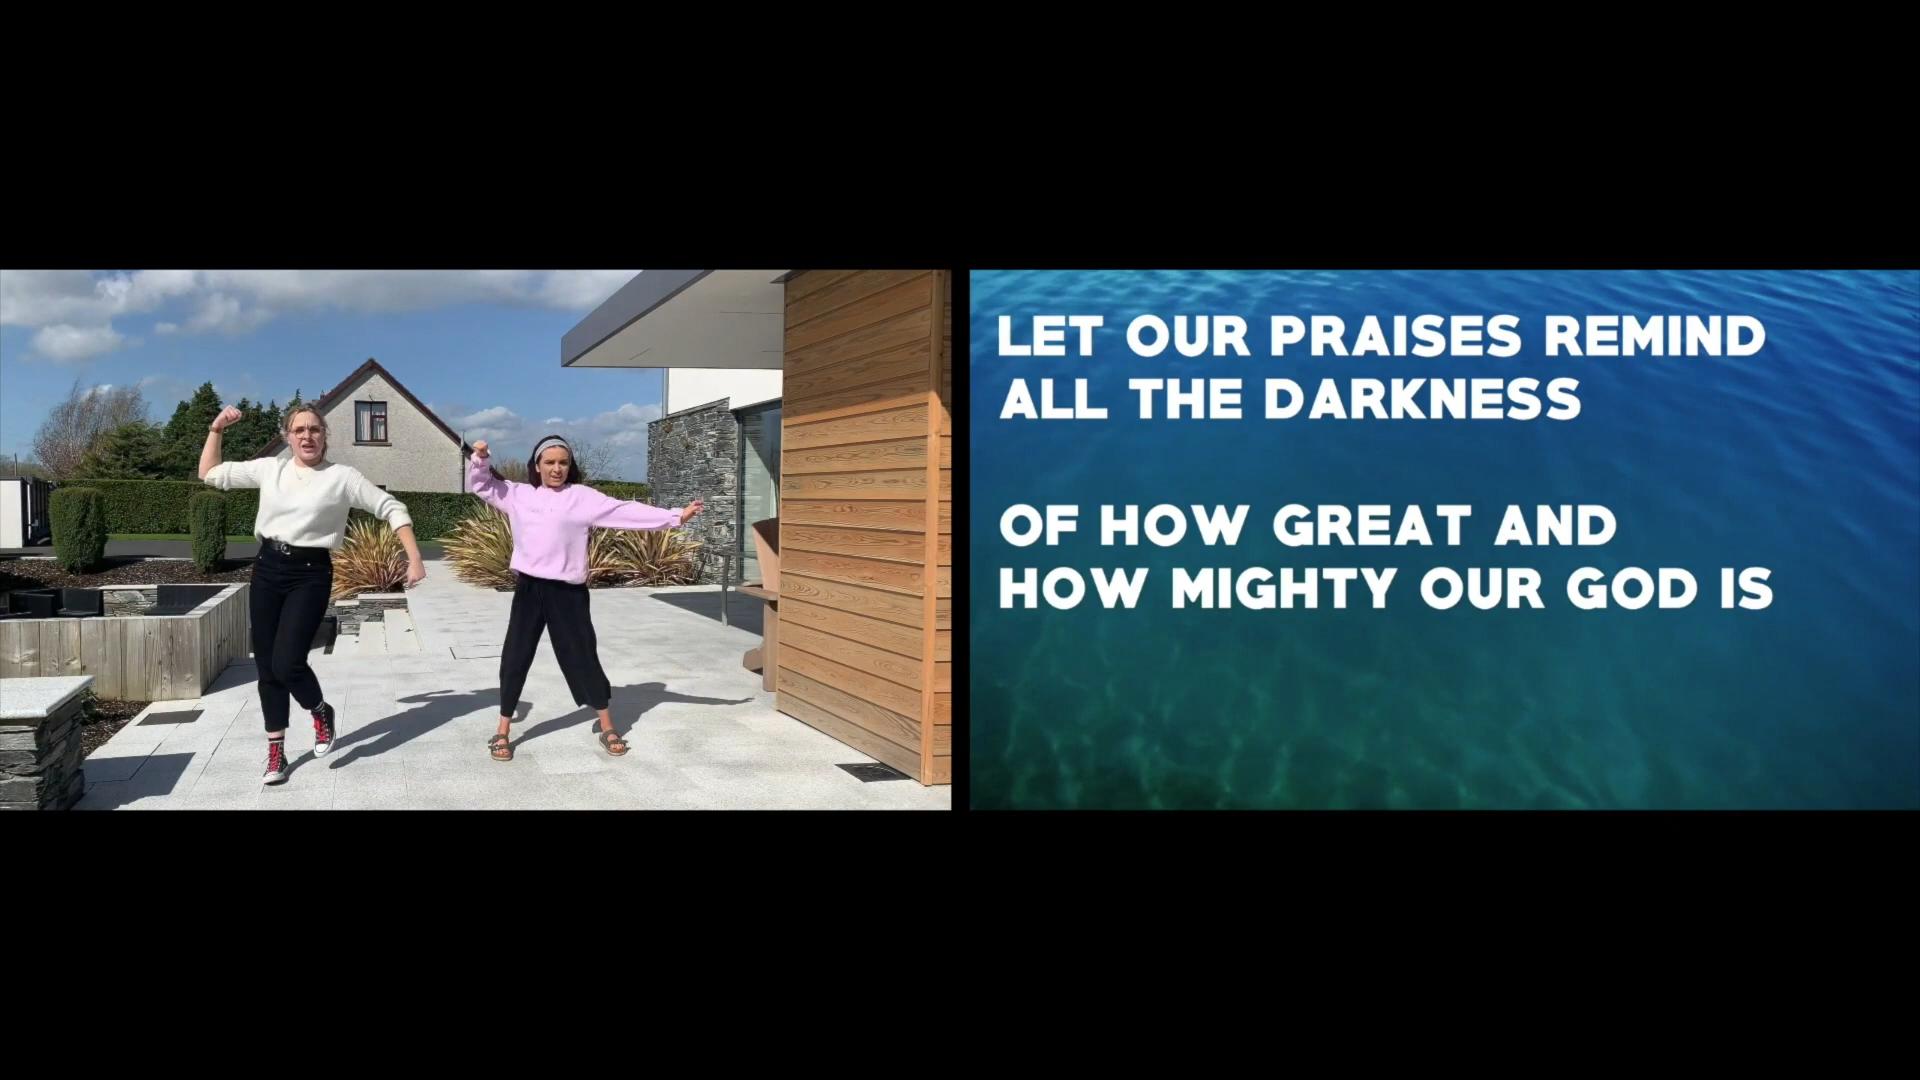 LET OUR PRAISES REMIND
ALL THE DARKNESS
OF HOW GREAT AND
HOW MIGHTY OUR GOD IS